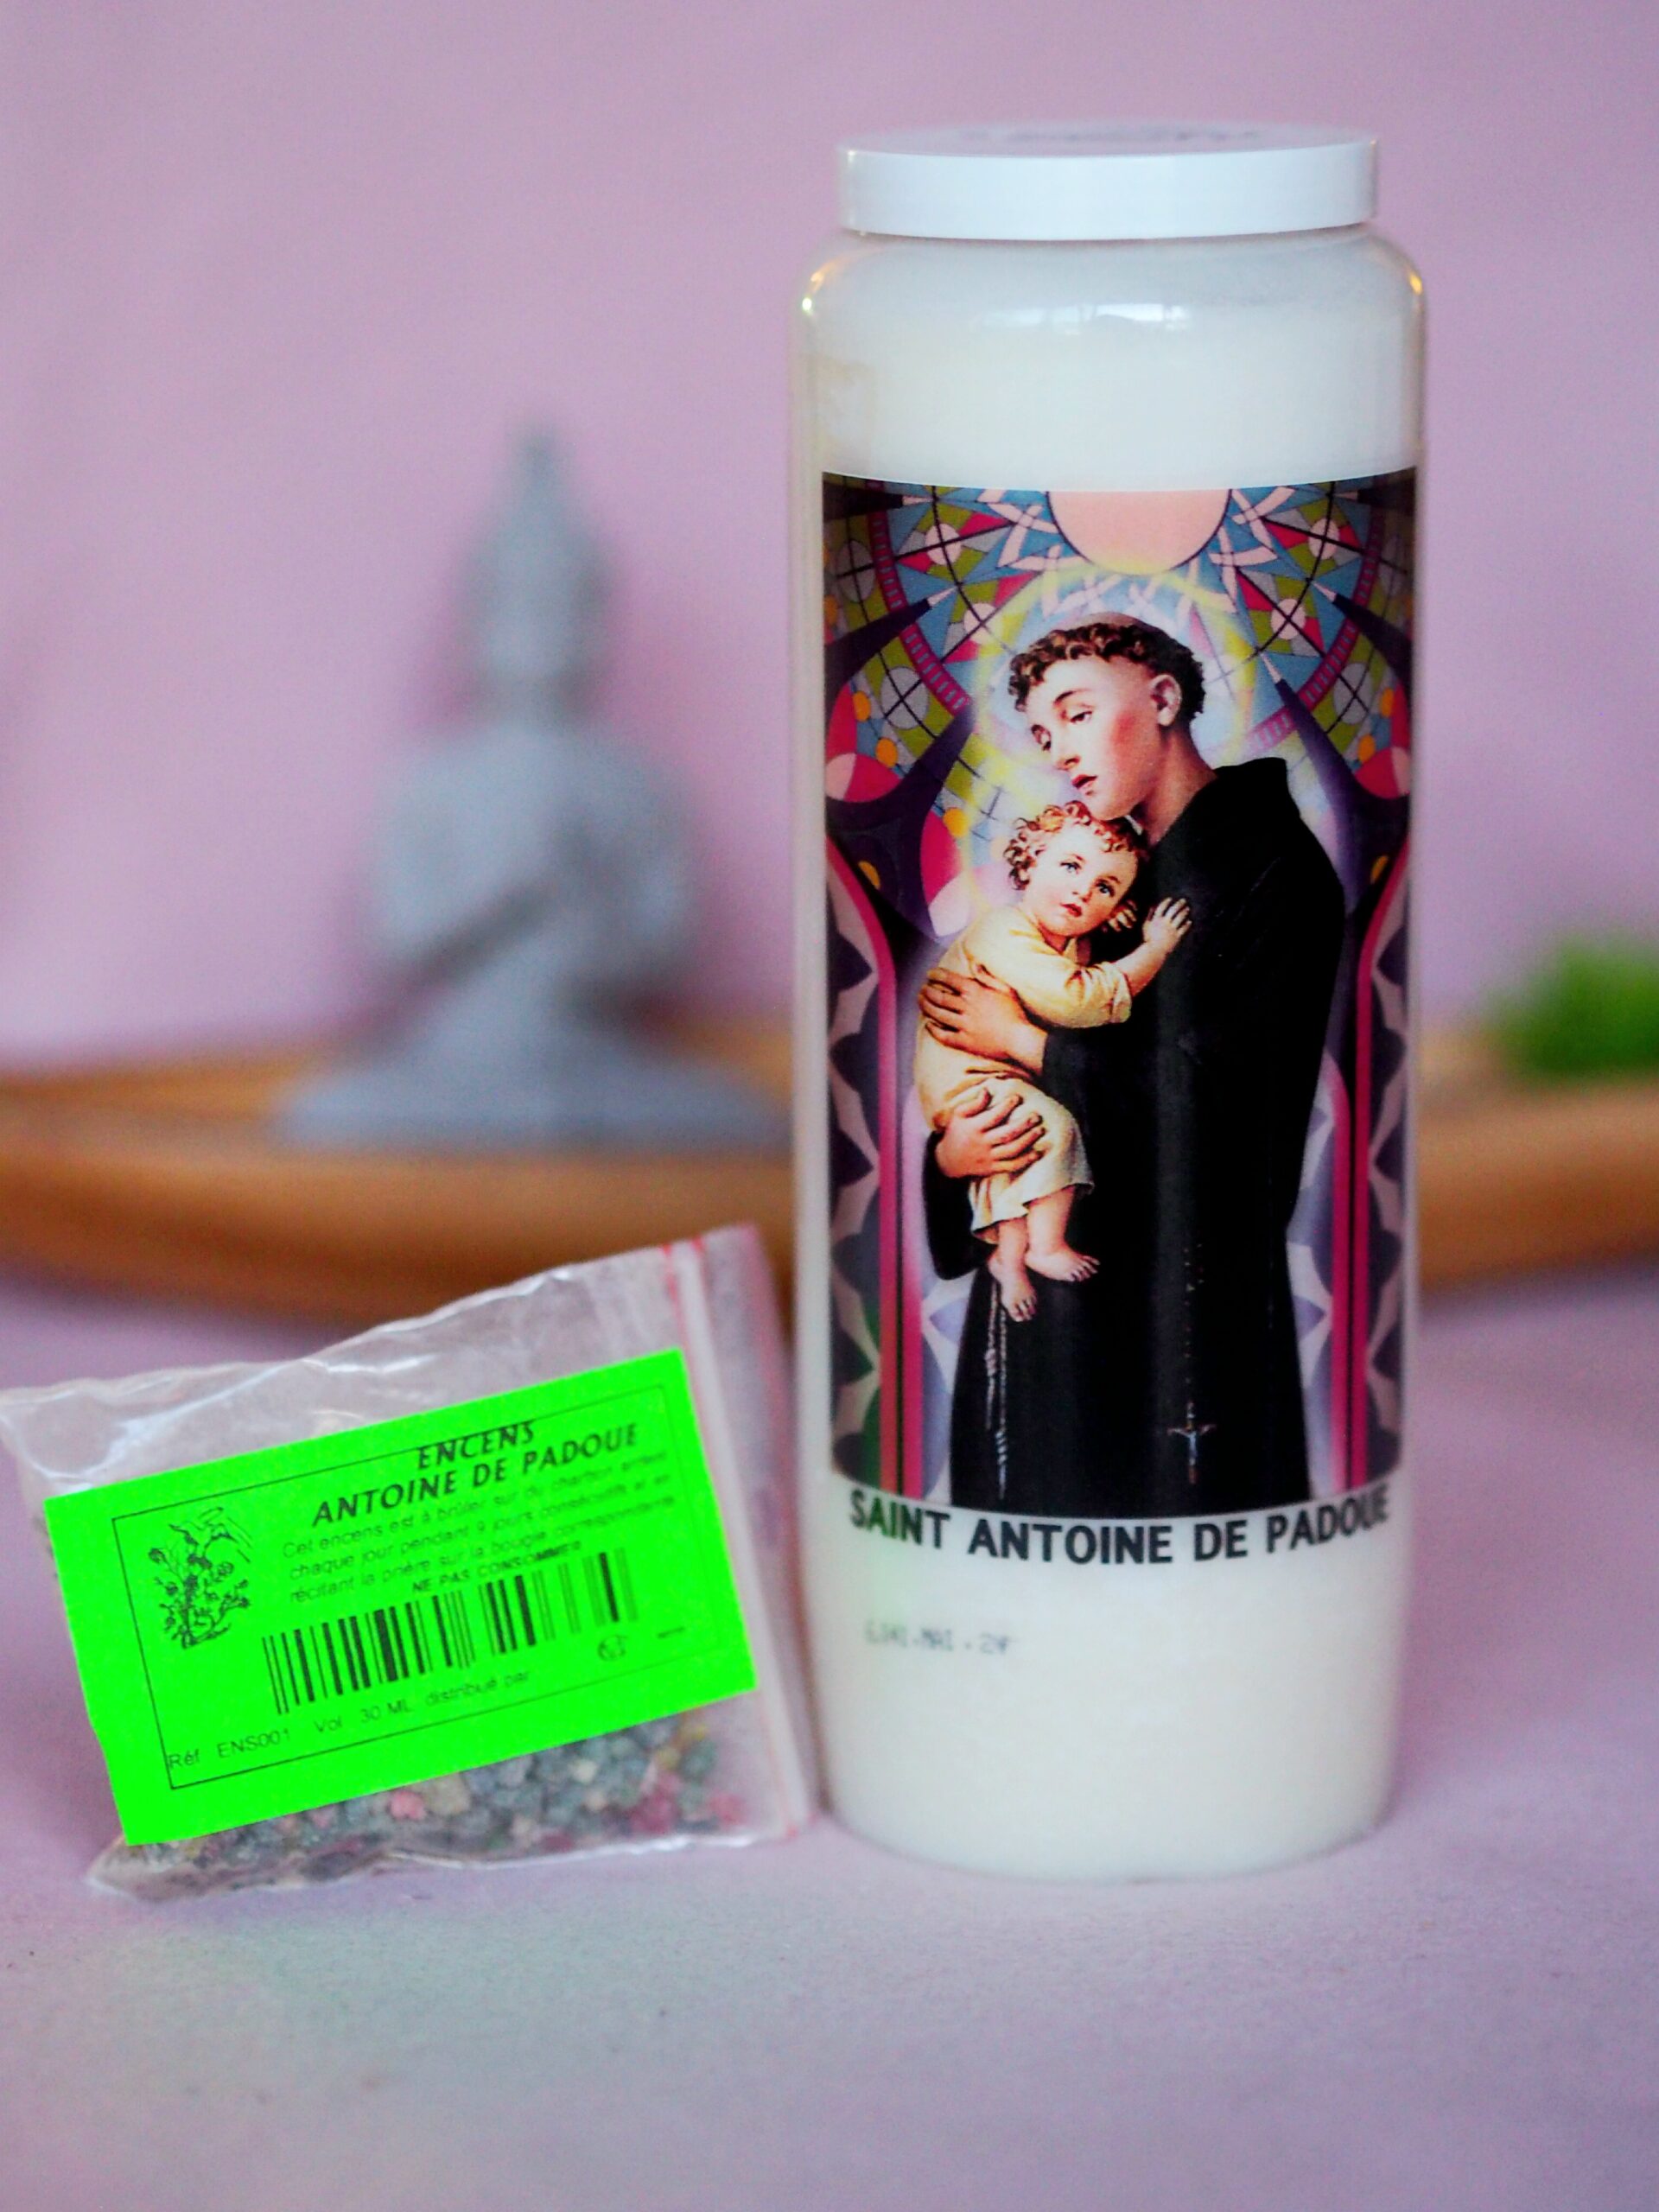 SAINT ANTOINE DE PADOUE
ENCENS
ANTOINE DE PADOUE
Cet encens est à brûler sur du charbon ardent
chaque jour pendant 9 jours consécutifs et en
récitant la prière sur la bougie correspondante
NE PAS CONSOMMER
Réf ENS001 Vol 30 ML distribué par